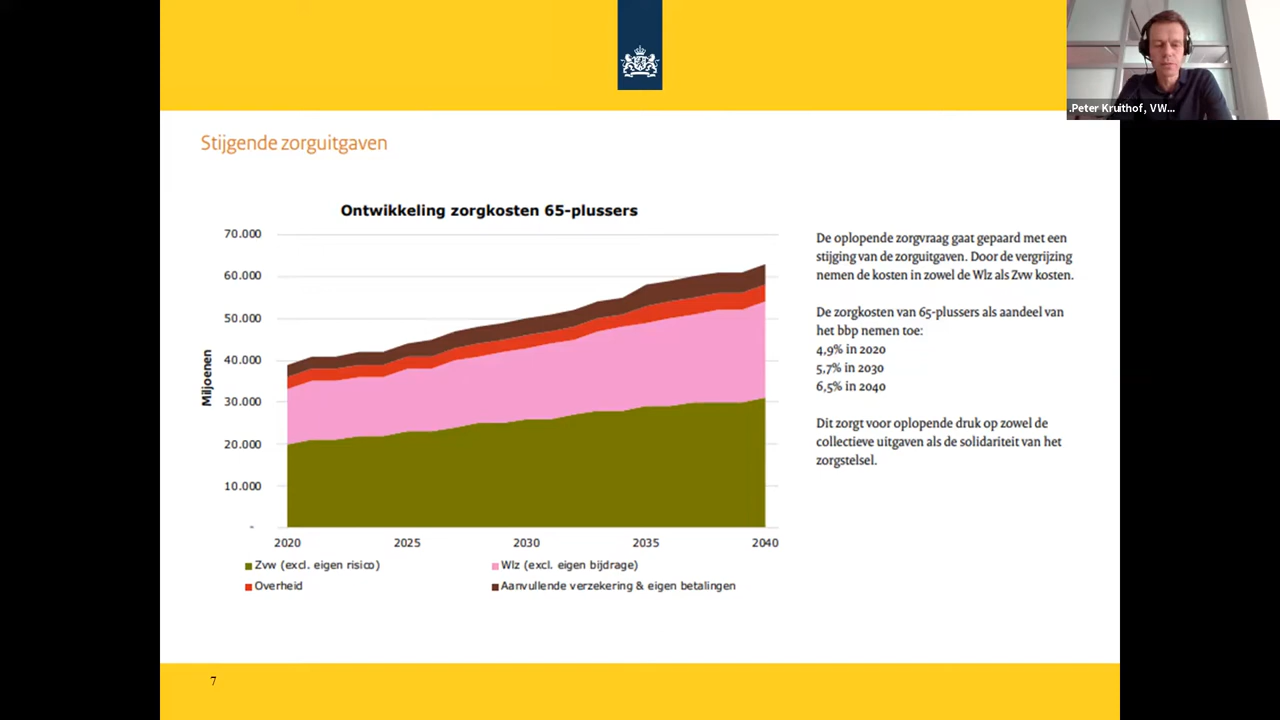 .Peter Kruithof, VW...
Stijgende zorguitgaven
Ontwikkeling zorgkosten 65-plussers
Miljoenen
70.000
60.000
50.000
40.000
30.000
20.000
10.000
-
2020 2025 2030 2035 2040
Zvw (excl. eigen risico) Wlz (excl. eigen bijdrage)
Overheid Aanvullende verzekering & eigen betalingen
De oplopende zorgvraag gaat gepaard met een
stijging van de zorguitgaven. Door de vergrijzing
nemen de kosten in zowel de Wlz als Zvw kosten.
De zorgkosten van 65-plussers als aandeel van
het bbp nemen toe:
4,9% in 2020
5,7% in 2030
6,5% in 2040
Dit zorgt voor oplopende druk op zowel de
collectieve uitgaven als de solidariteit van het
zorgstelsel.
7